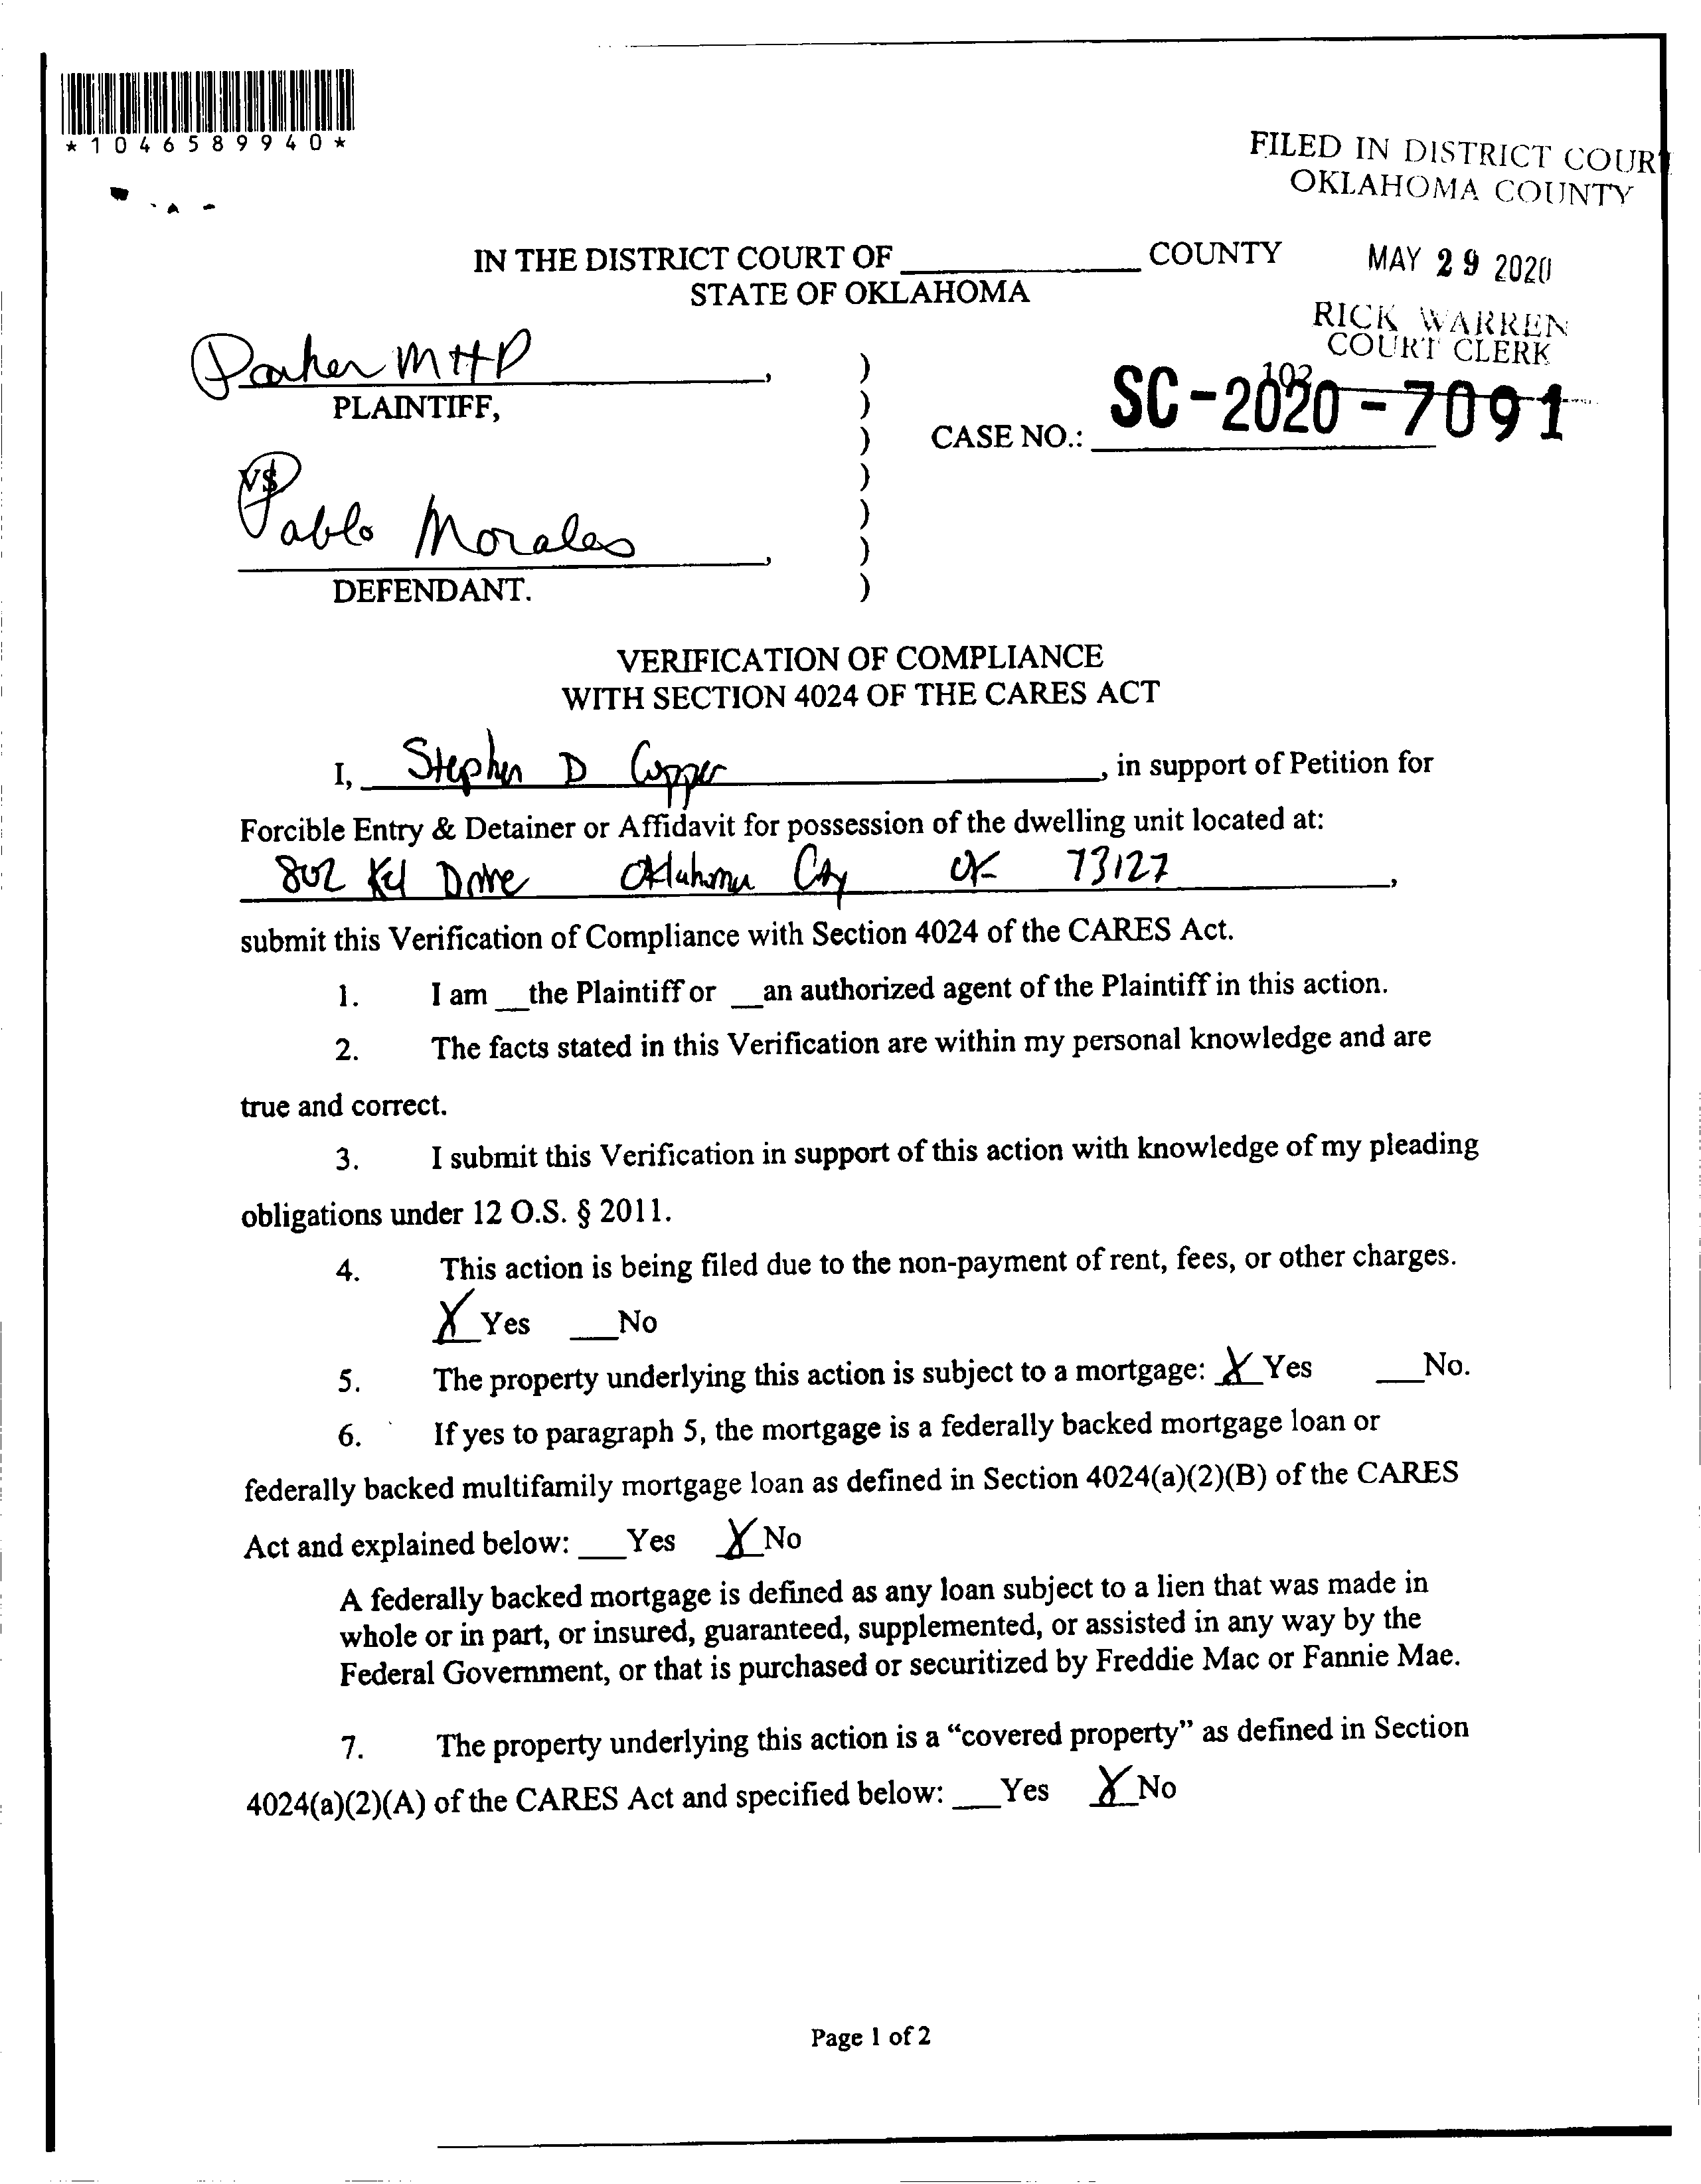 *1046589940*
FILED IN DISTRICT COUR
OKLAHOMA COUNTY
MAY 29 2020
RICK WARREN
COURT CLERK
102
IN THE DISTRICT COURT OF ____________ COUNTY
STATE OF OKLAHOMA
Parker MHP,
PLAINTIFF,
vs
Pablo Morales,
DEFENDANT.
)
)
)
)
)
)
)
CASE NO.: SC-2020-7091
VERIFICATION OF COMPLIANCE
WITH SECTION 4024 OF THE CARES ACT
I, Stephen D Copper, in support of Petition for
Forcible Entry & Detainer or Affidavit for possession of the dwelling unit located at:
802 Kel Drive Oklahoma City OK 73127,
submit this Verification of Compliance with Section 4024 of the CARES Act.
1. I am __the Plaintiff or __an authorized agent of the Plaintiff in this action.
2. The facts stated in this Verification are within my personal knowledge and are
true and correct.
3. I submit this Verification in support of this action with knowledge of my pleading
obligations under 12 O.S. § 2011.
4. This action is being filed due to the non-payment of rent, fees, or other charges.
X Yes ___No
5. The property underlying this action is subject to a mortgage: X Yes ___No.
6. If yes to paragraph 5, the mortgage is a federally backed mortgage loan or
federally backed multifamily mortgage loan as defined in Section 4024(a)(2)(B) of the CARES
Act and explained below: ___Yes X No
A federally backed mortgage is defined as any loan subject to a lien that was made in
whole or in part, or insured, guaranteed, supplemented, or assisted in any way by the
Federal Government, or that is purchased or securitized by Freddie Mac or Fannie Mae.
7. The property underlying this action is a “covered property” as defined in Section
4024(a)(2)(A) of the CARES Act and specified below: ___Yes X No
Page 1 of 2